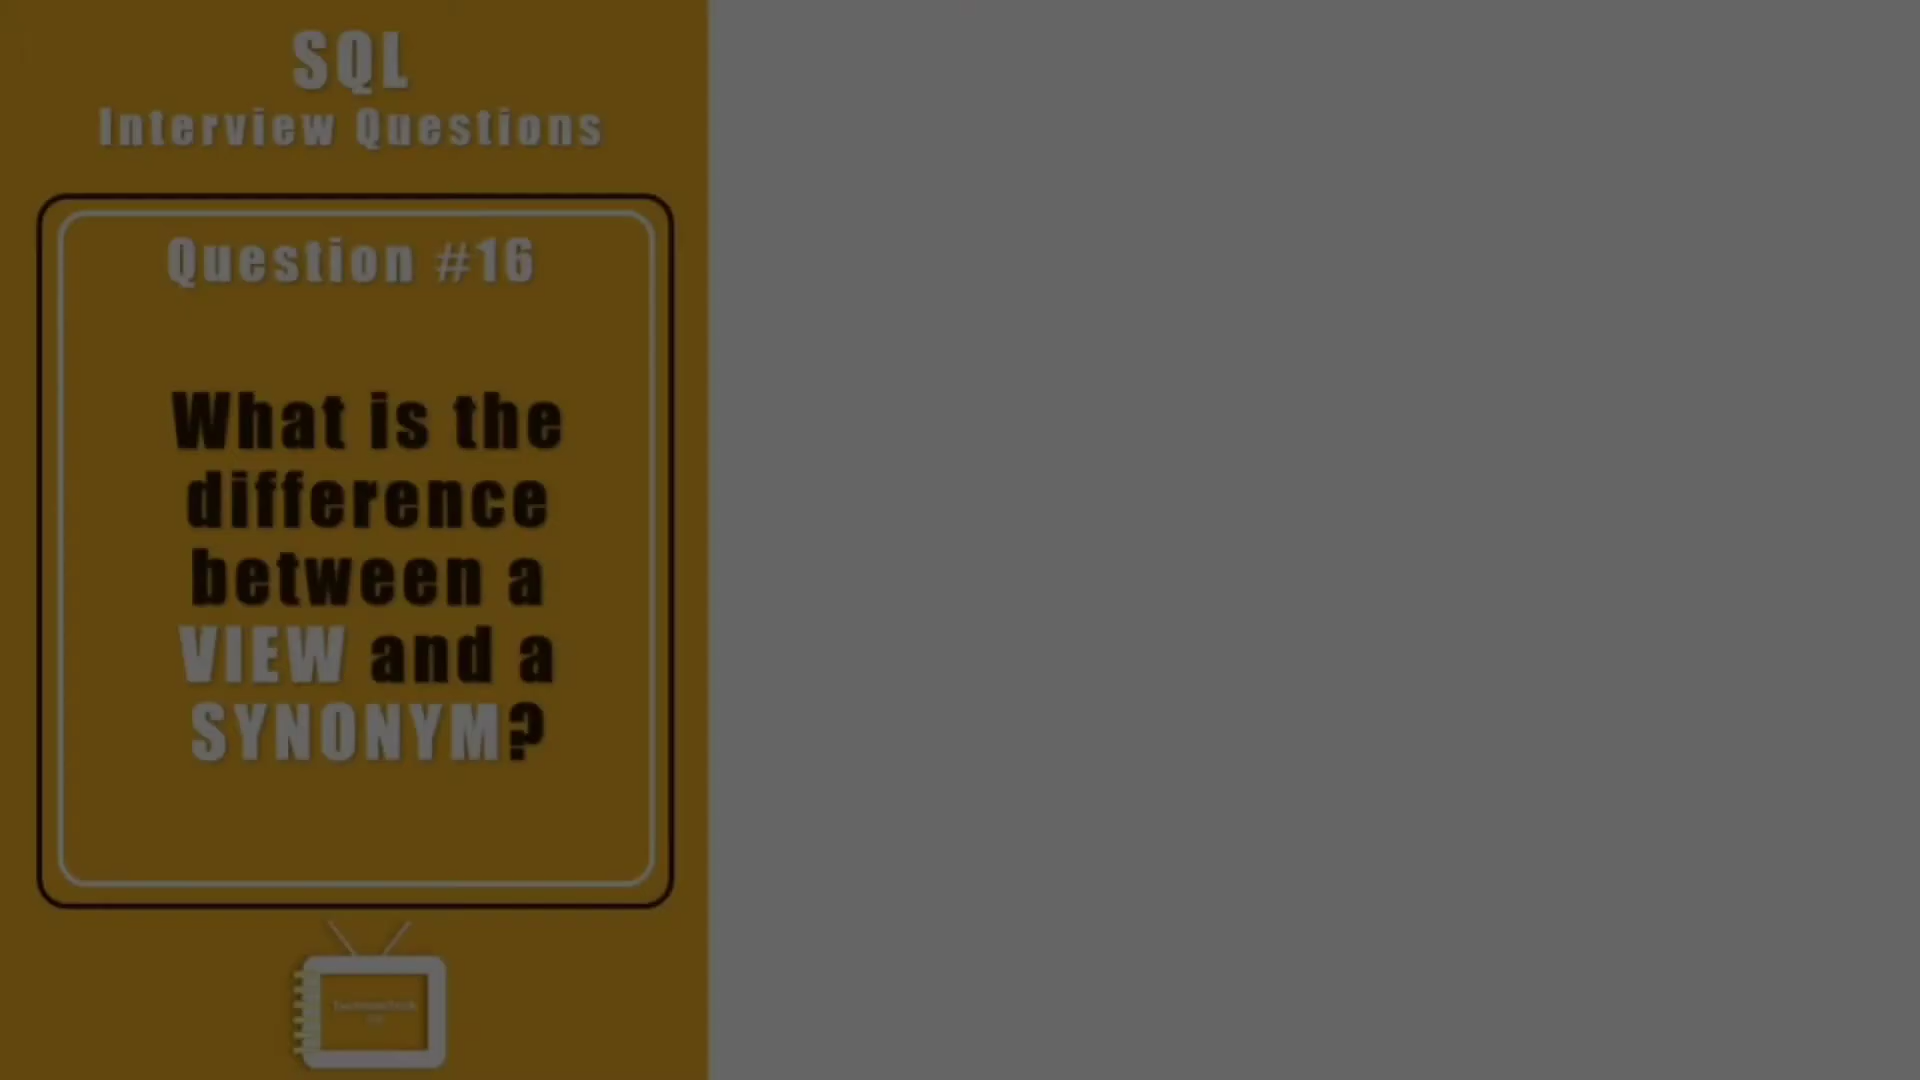 SQL
Interview Questions
Question #16
What is the
difference
between a
VIEW and a
SYNONYM?